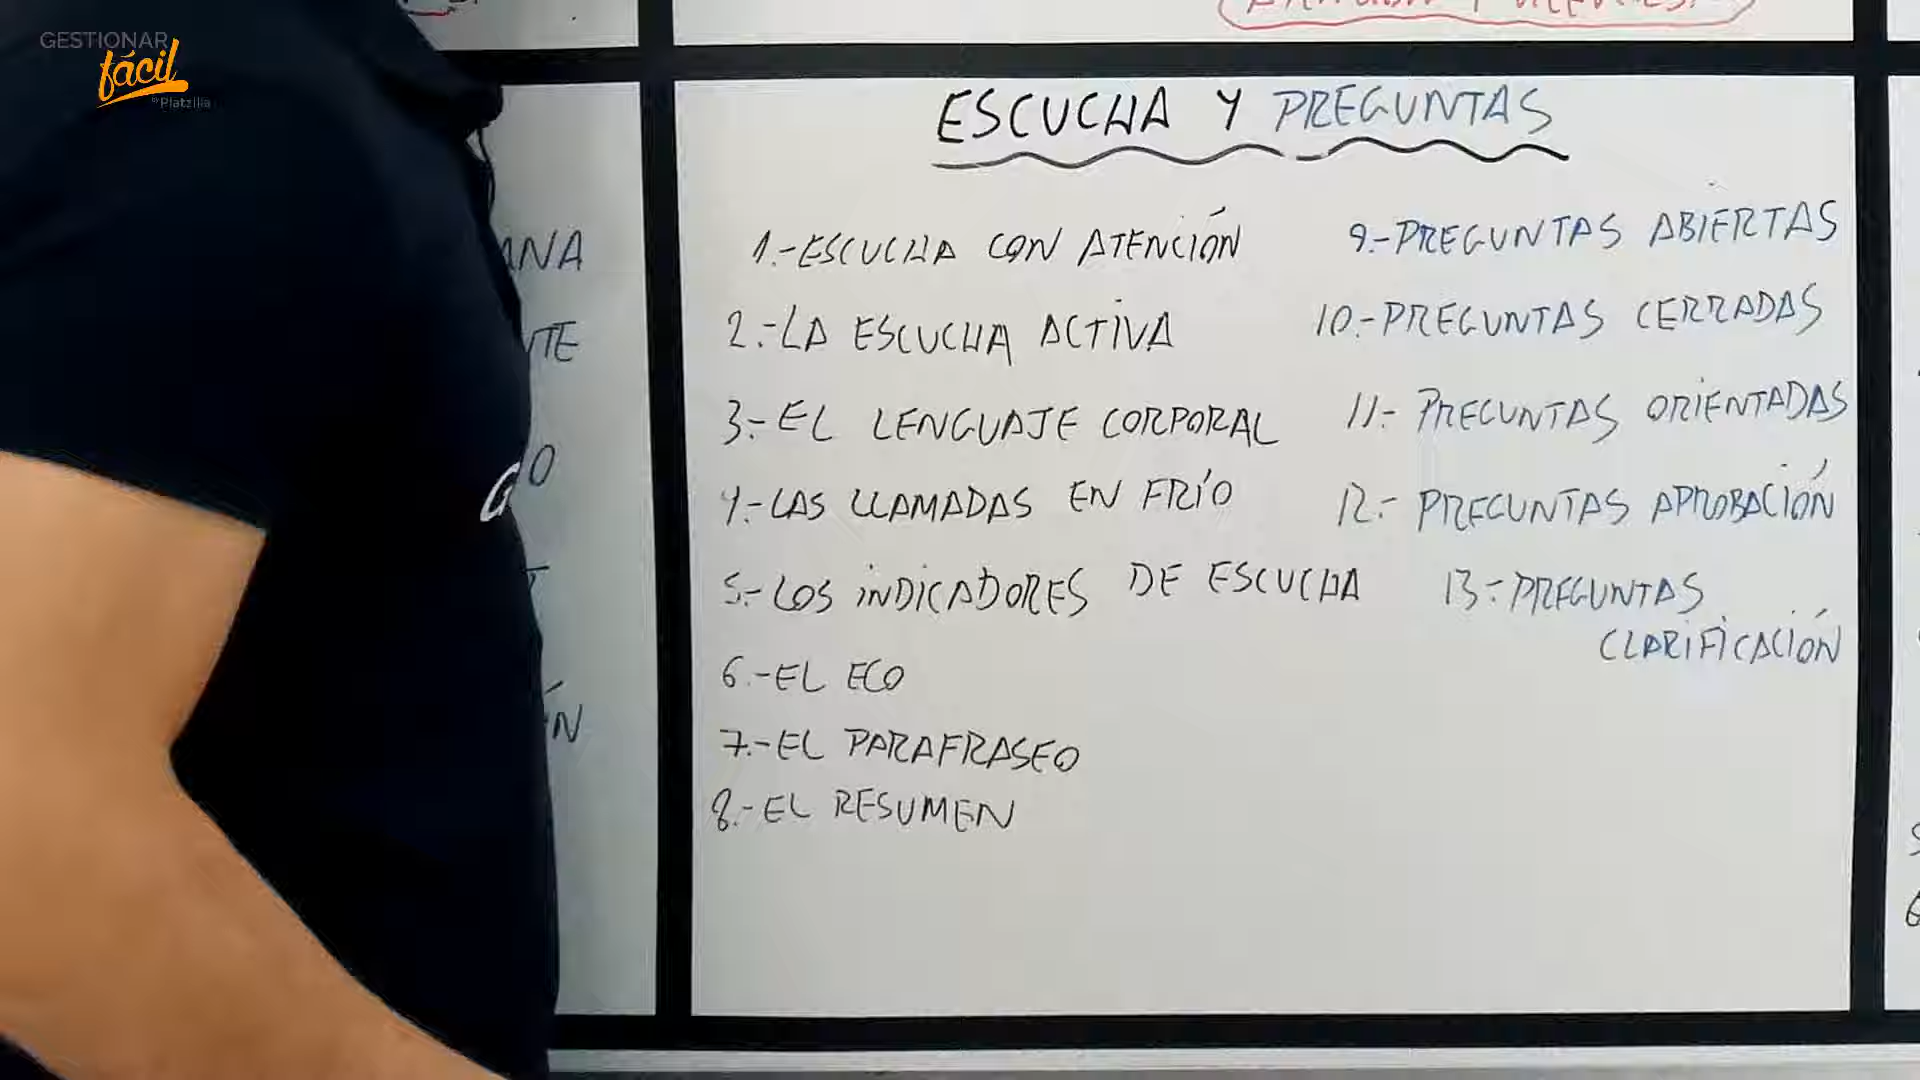 GESTIONAR
fácil
by Platzilla
ESCUCHA Y PREGUNTAS
1.-ESCUCHA CON ATENCIÓN
2.-LA ESCUCHA ACTIVA
3.-EL LENGUAJE CORPORAL
4.-LAS LLAMADAS EN FRÍO
5.-LOS INDICADORES DE ESCUCHA
6.-EL ECO
7.-EL PARAFRASEO
8.-EL RESUMEN
9.-PREGUNTAS ABIERTAS
10.-PREGUNTAS CERRADAS
11.- PREGUNTAS ORIENTADAS
12.- PREGUNTAS APROBACIÓN
13.-PREGUNTAS
CLARIFICACIÓN